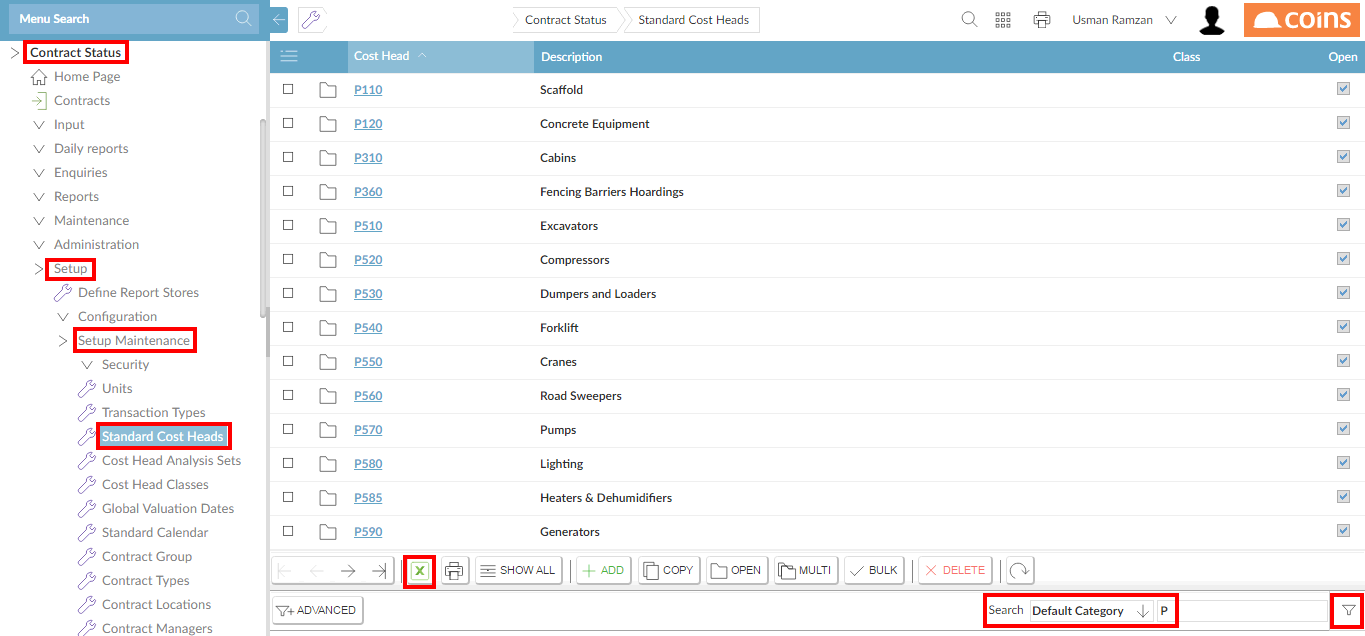 Menu Search
Contract Status
Home Page
Contracts
Input
Daily reports
Enquiries
Reports
Maintenance
Administration
Setup
Define Report Stores
Configuration
Setup Maintenance
Security
Units
Transaction Types
Standard Cost Heads
Cost Head Analysis Sets
Cost Head Classes
Global Valuation Dates
Standard Calendar
Contract Group
Contract Types
Contract Locations
Contract Managers
Contract Status Standard Cost Heads Usman Ramzan coins
Cost Head Description Class Open
P110 Scaffold
P120 Concrete Equipment
P310 Cabins
P360 Fencing Barriers Hoardings
P510 Excavators
P520 Compressors
P530 Dumpers and Loaders
P540 Forklift
P550 Cranes
P560 Road Sweepers
P570 Pumps
P580 Lighting
P585 Heaters & Dehumidifiers
P590 Generators
X SHOW ALL + ADD COPY OPEN MULTI BULK DELETE
ADVANCED Search Default Category P